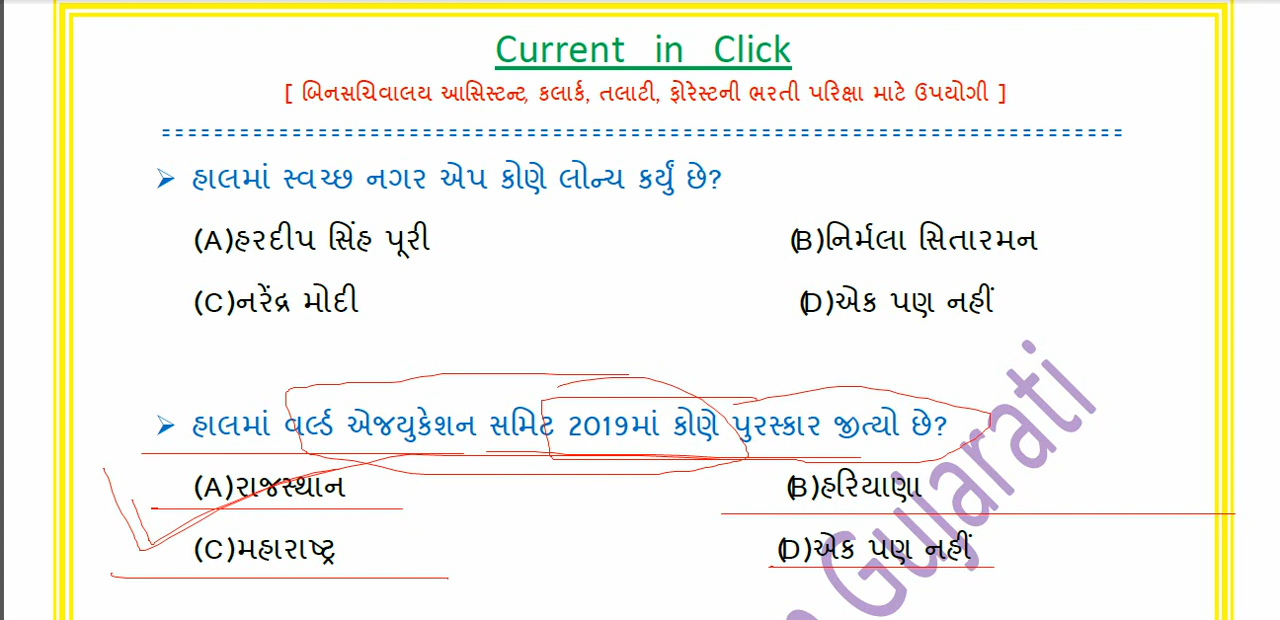 Current in Click
[ બિનસચિવાલય આસિસ્ટન્ટ, કલાર્ક, તલાટી, ફોરેસ્ટની ભરતી પરિક્ષા માટે ઉપયોગી ]
હાલમાં સ્વચ્છ નગર એપ કોણે લોન્ચ કર્યું છે?
(A)હરદીપ સિંહ પૂરી (B)નિર્મલા સિતારમન
(C)નરેંદ્ર મોદી (D)એક પણ નહીં
હાલમાં વર્લ્ડ એજયુકેશન સમિટ 2019માં કોણે પુરસ્કાર જીત્યો છે?
(A)રાજસ્થાન (B)હરિયાણા
(C)મહારાષ્ટ્ર (D)એક પણ નહીં
Gujarati